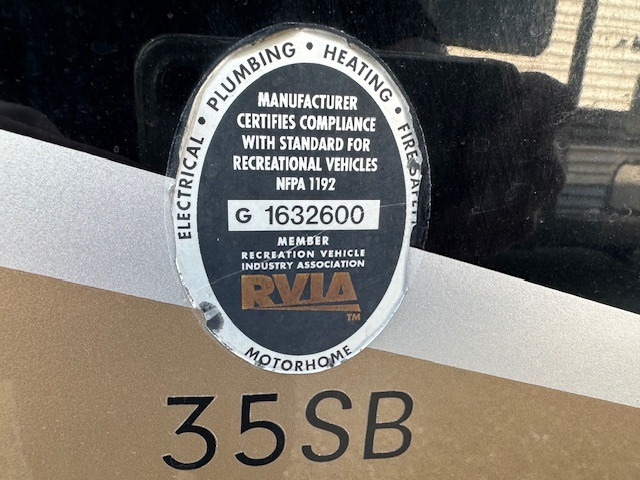 ELECTRICAL • PLUMBING • HEATING • FIRE SAFETY
MANUFACTURER
CERTIFIES COMPLIANCE
WITH STANDARD FOR
RECREATIONAL VEHICLES
NFPA 1192
G 1632600
MEMBER
RECREATION VEHICLE
INDUSTRY ASSOCIATION
RVIA
TM
MOTORHOME
35SB